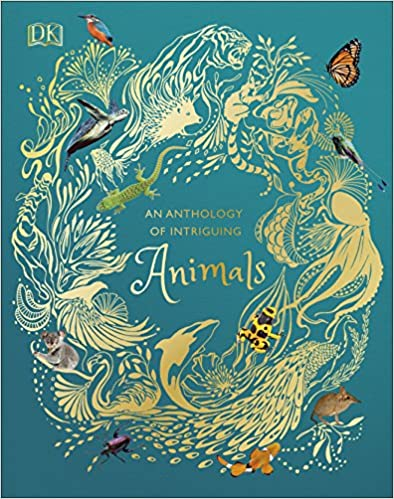 DK
AN ANTHOLOGY
OF INTRIGUING
Animals